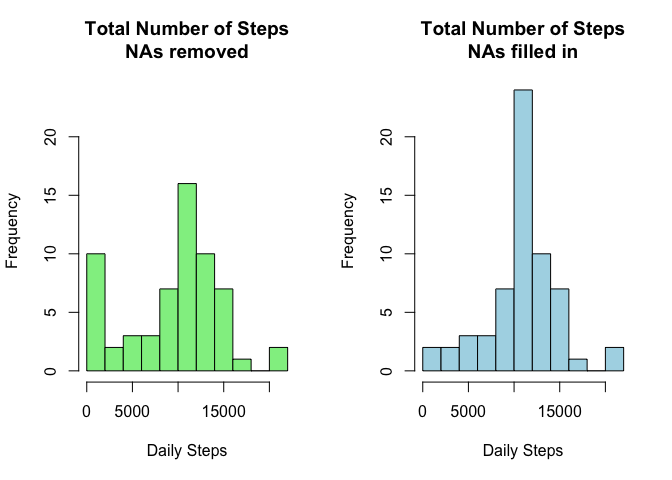 Total Number of Steps
NAs removed
Frequency
20
15
10
5
0
0 5000 15000
Daily Steps
Total Number of Steps
NAs filled in
Frequency
20
15
10
5
0
0 5000 15000
Daily Steps